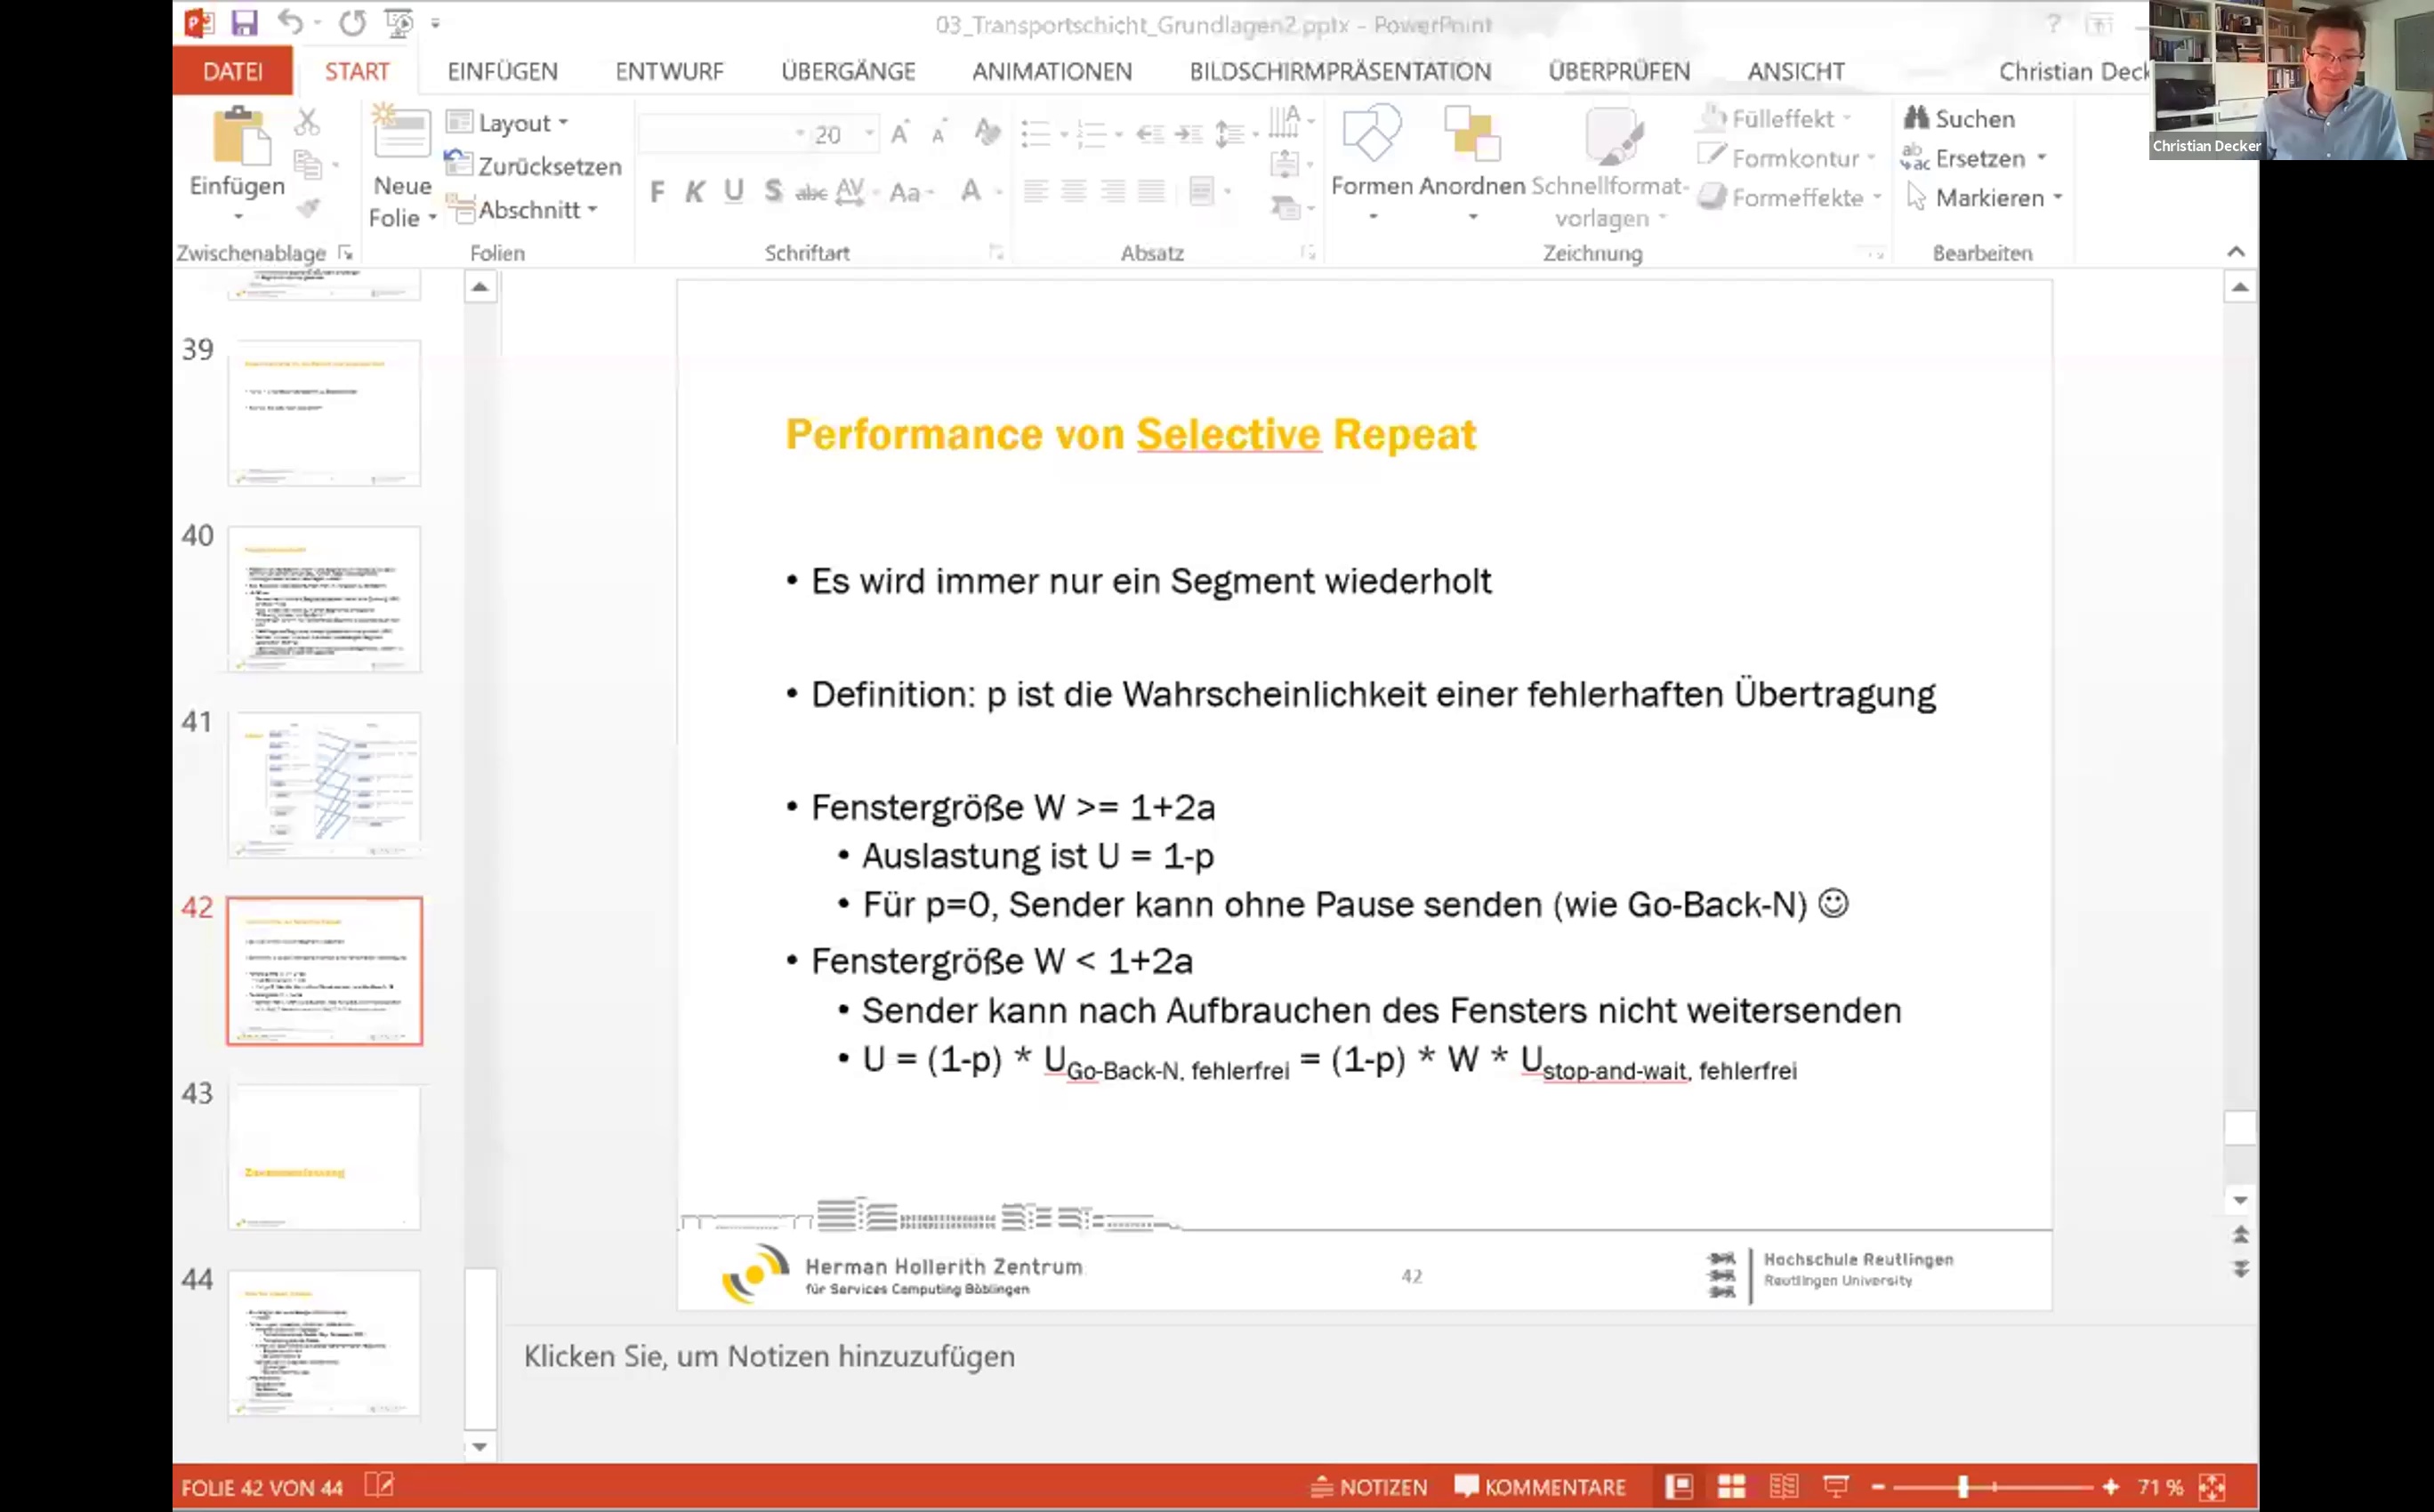 03_Transportschicht_Grundlagen2.pptx - PowerPoint
?
DATEI START EINFÜGEN ENTWURF ÜBERGÄNGE ANIMATIONEN BILDSCHIRMPRÄSENTATION ÜBERPRÜFEN ANSICHT Christian Deck
Christian Decker
Einfügen
Neue Folie
Layout
Zurücksetzen
Abschnitt
20
F K U S abc AV Aa A
Formen Anordnen Schnellformat-
vorlagen
Fülleffekt
Formkontur
Formeffekte
Suchen
Ersetzen
Markieren
Zwischenablage Folien Schriftart Absatz Zeichnung Bearbeiten
39
40
41
42
43
Zusammenfassung
44
Performance von Selective Repeat
• Es wird immer nur ein Segment wiederholt
• Definition: p ist die Wahrscheinlichkeit einer fehlerhaften Übertragung
• Fenstergröße W >= 1+2a
• Auslastung ist U = 1-p
• Für p=0, Sender kann ohne Pause senden (wie Go-Back-N) ☺
• Fenstergröße W < 1+2a
• Sender kann nach Aufbrauchen des Fensters nicht weitersenden
• U = (1-p) * U Go-Back-N, fehlerfrei = (1-p) * W * U stop-and-wait, fehlerfrei
Herman Hollerith Zentrum
für Services Computing Böblingen
42
Hochschule Reutlingen
Reutlingen University
Klicken Sie, um Notizen hinzuzufügen
FOLIE 42 VON 44 NOTIZEN KOMMENTARE 71 %